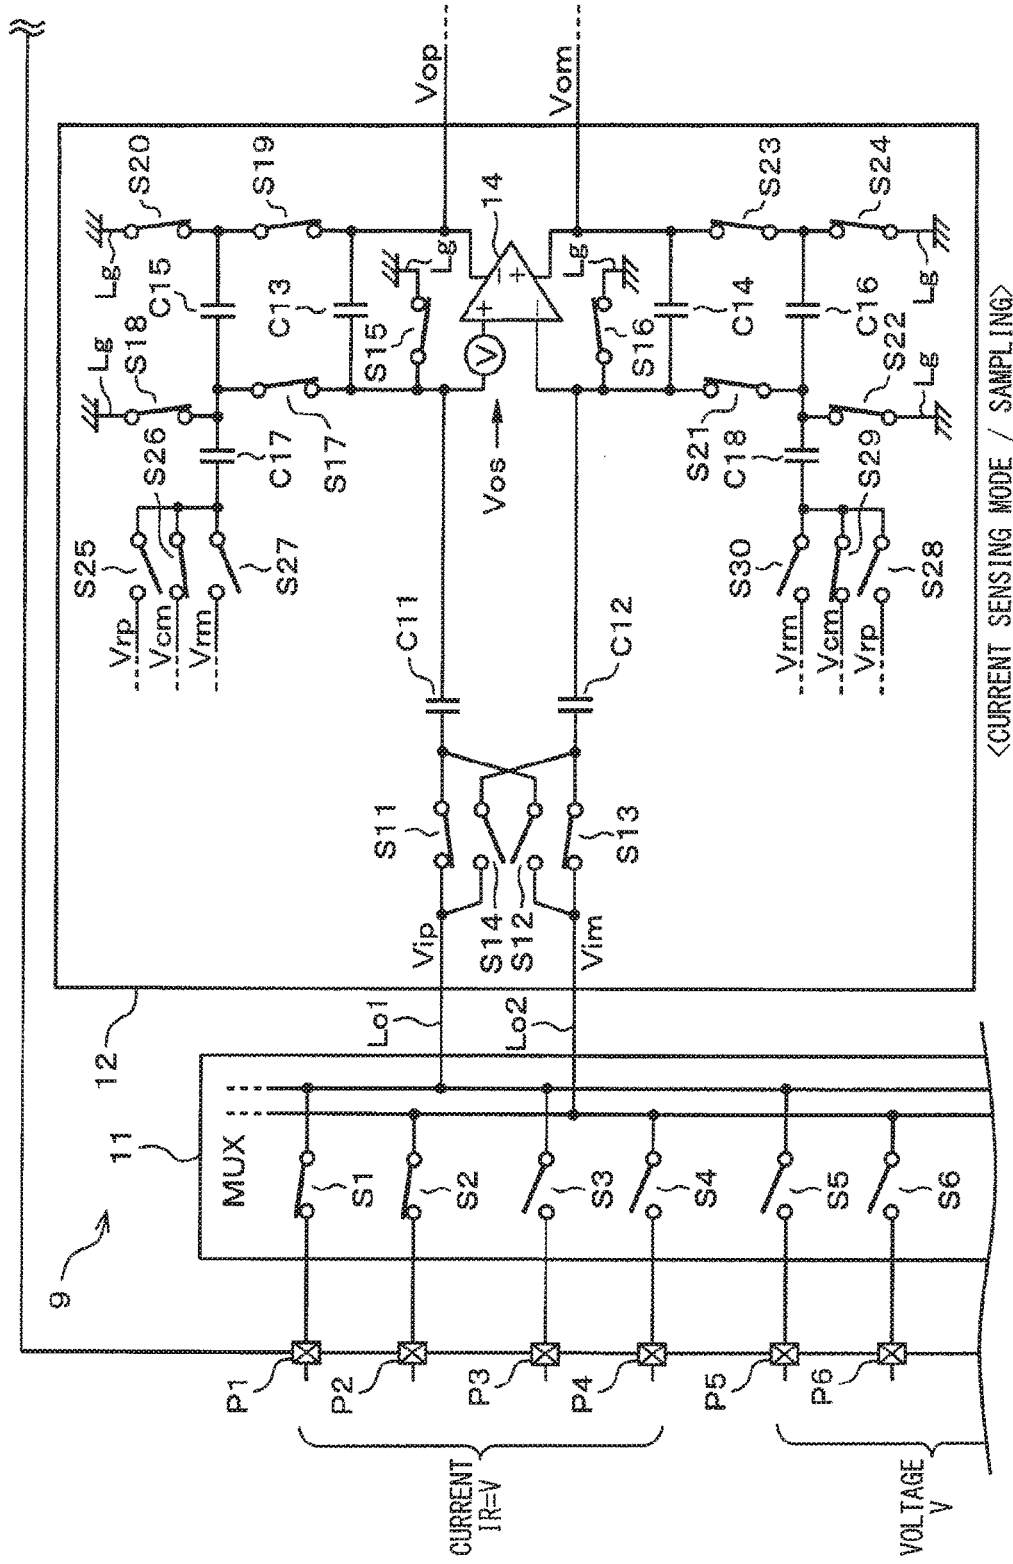 Vop
Vom
S20
S19
S23
S24
Lg
C15
C13
S15
Lg
14
Lg
S16
C14
C16
Lg
Lg
S18
S17
V
Vos
S21
S22
Lg
S26
C17
C18
S29
S25
S27
S30
S28
Vrp
Vcm
Vrm
Vrm
Vcm
Vrp
C11
C12
S11
S14
S12
S13
Vip
Vim
12
Lo1
Lo2
11
MUX
S1
S2
S3
S4
S5
S6
9
P1
P2
P3
P4
P5
P6
CURRENT
IR=V
VOLTAGE
V
<CURRENT SENSING MODE / SAMPLING>